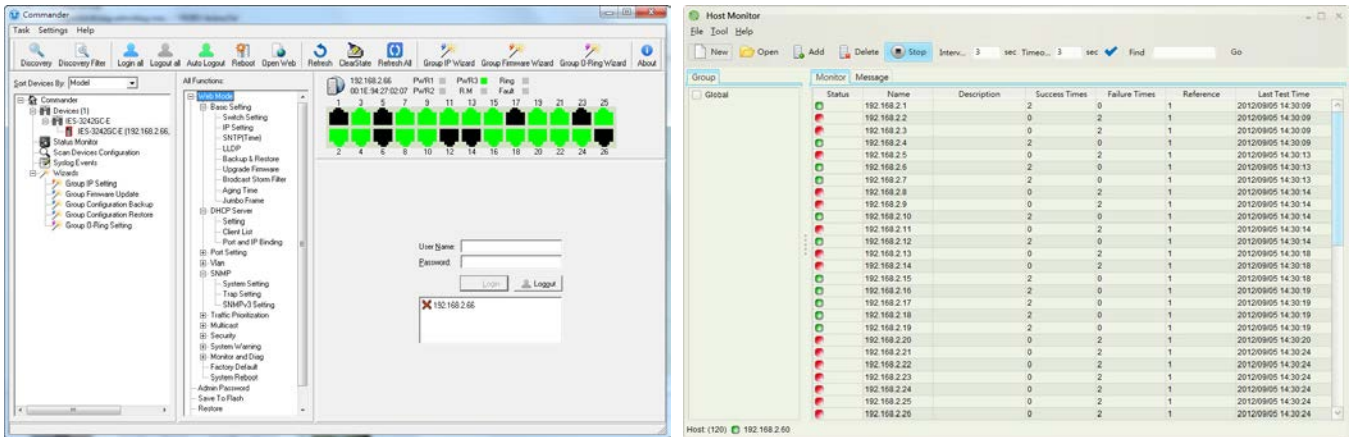 Commander
Task Settings Help
Discovery Discovery Filter Login all Logout all Auto Logout Reboot Open Web Refresh ClearState Refresh All Group IP Wizard Group Firmware Wizard Group O-Ring Wizard About
Sort Devices By: Model
Commander
Devices (1)
IES-3242GC-E
IES-3242GC-E (192.168.2.66,
Status Monitor
Scan Devices Configuration
Syslog Events
Wizards
Group IP Setting
Group Firmware Update
Group Configuration Backup
Group Configuration Restore
Group O-Ring Setting
All Functions:
Web Mode
Basic Setting
Switch Setting
IP Setting
SNTP(Time)
LLDP
Backup & Restore
Upgrade Firmware
Brodcast Storm Filter
Aging Time
Jumbo Frame
DHCP Server
Setting
Client List
Port and IP Binding
Port Setting
Vlan
SNMP
System Setting
Trap Setting
SNMPv3 Setting
Traffic Prioritization
Multicast
Security
System Warning
Monitor and Diag
Factory Default
System Reboot
Admin Password
Save To Flash
Restore
192.168.2.66 PWR1 PWR3 Ring
00:1E:94:27:02:07 PWR2 R.M Fault
1 3 5 7 9 11 13 15 17 19 21 23 25
2 4 6 8 10 12 14 16 18 20 22 24 26
User Name:
Password:
Login Loggut
192.168.2.66
Host Monitor
File Tool Help
New Open Add Delete Stop Interv... 3 sec Timeo... 3 sec Find Go
Group
Global
Monitor Message
Status Name Description Success Times Failure Times Reference Last Test Time
192.168.2.1 2 0 1 2012/09/05 14:30:09
192.168.2.2 0 2 1 2012/09/05 14:30:09
192.168.2.3 0 2 1 2012/09/05 14:30:09
192.168.2.4 2 0 1 2012/09/05 14:30:09
192.168.2.5 0 2 1 2012/09/05 14:30:13
192.168.2.6 2 0 1 2012/09/05 14:30:13
192.168.2.7 2 0 1 2012/09/05 14:30:13
192.168.2.8 0 2 1 2012/09/05 14:30:14
192.168.2.9 0 2 1 2012/09/05 14:30:14
192.168.2.10 2 0 1 2012/09/05 14:30:14
192.168.2.11 0 2 1 2012/09/05 14:30:14
192.168.2.12 2 0 1 2012/09/05 14:30:14
192.168.2.13 0 2 1 2012/09/05 14:30:18
192.168.2.14 0 2 1 2012/09/05 14:30:18
192.168.2.15 2 0 1 2012/09/05 14:30:18
192.168.2.16 2 0 1 2012/09/05 14:30:19
192.168.2.17 2 0 1 2012/09/05 14:30:19
192.168.2.18 2 0 1 2012/09/05 14:30:19
192.168.2.19 2 0 1 2012/09/05 14:30:19
192.168.2.20 0 2 1 2012/09/05 14:30:20
192.168.2.21 0 2 1 2012/09/05 14:30:24
192.168.2.22 0 2 1 2012/09/05 14:30:24
192.168.2.23 0 2 1 2012/09/05 14:30:24
192.168.2.24 0 2 1 2012/09/05 14:30:24
192.168.2.25 0 2 1 2012/09/05 14:30:24
192.168.2.26 0 2 1 2012/09/05 14:30:24
Host (120) 192.168.2.60